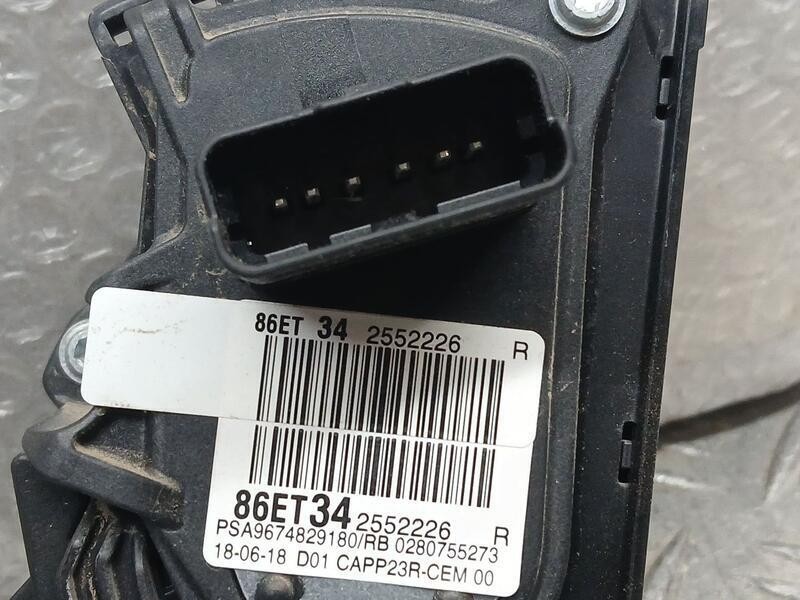 86ET 34 2552226 R
86ET34 2552226 R
PSA9674829180/RB 0280755273
18-06-18 D01 CAPP23R-CEM 00